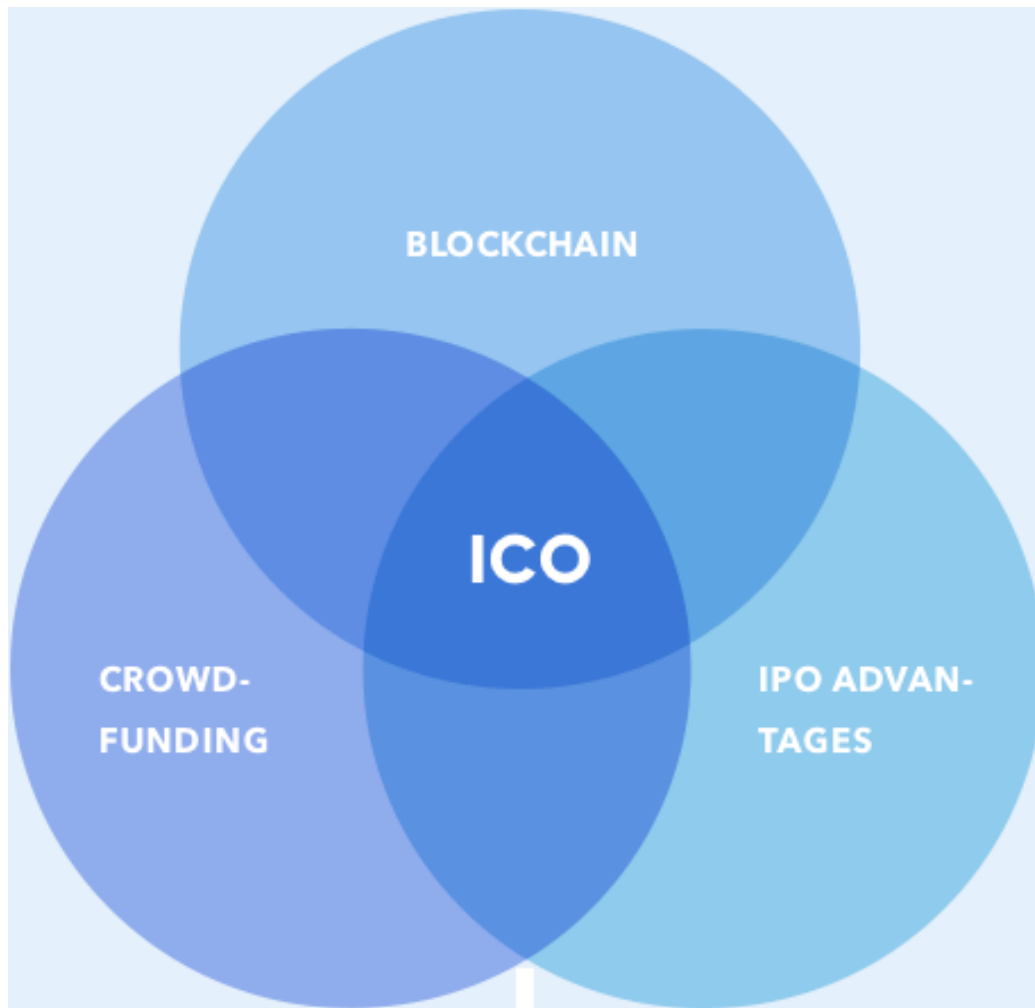 BLOCKCHAIN
ICO
CROWD-
FUNDING
IPO ADVAN-
TAGES